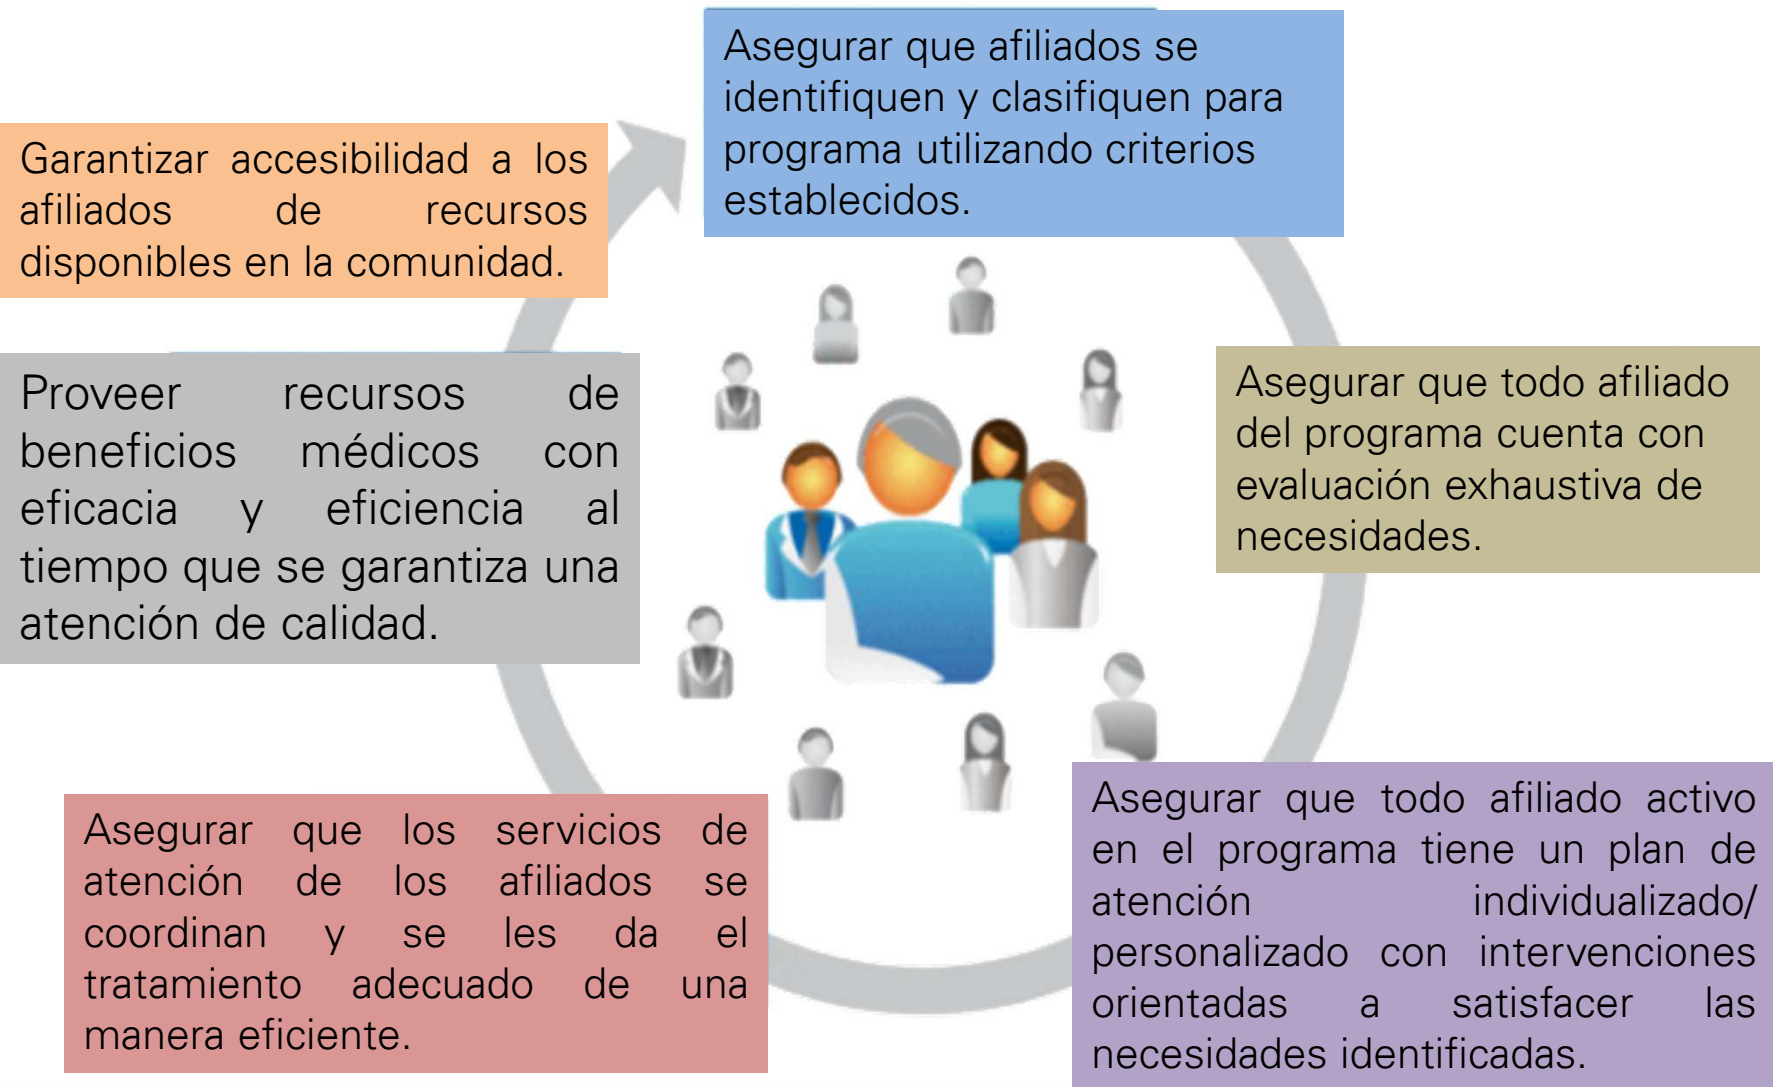 Asegurar que afiliados se
identifiquen y clasifiquen para
programa utilizando criterios
establecidos.
Garantizar accesibilidad a los
afiliados de recursos
disponibles en la comunidad.
Proveer recursos de
beneficios médicos con
eficacia y eficiencia al
tiempo que se garantiza una
atención de calidad.
Asegurar que todo afiliado
del programa cuenta con
evaluación exhaustiva de
necesidades.
Asegurar que los servicios de
atención de los afiliados se
coordinan y se les da el
tratamiento adecuado de una
manera eficiente.
Asegurar que todo afiliado activo
en el programa tiene un plan de
atención individualizado/
personalizado con intervenciones
orientadas a satisfacer las
necesidades identificadas.